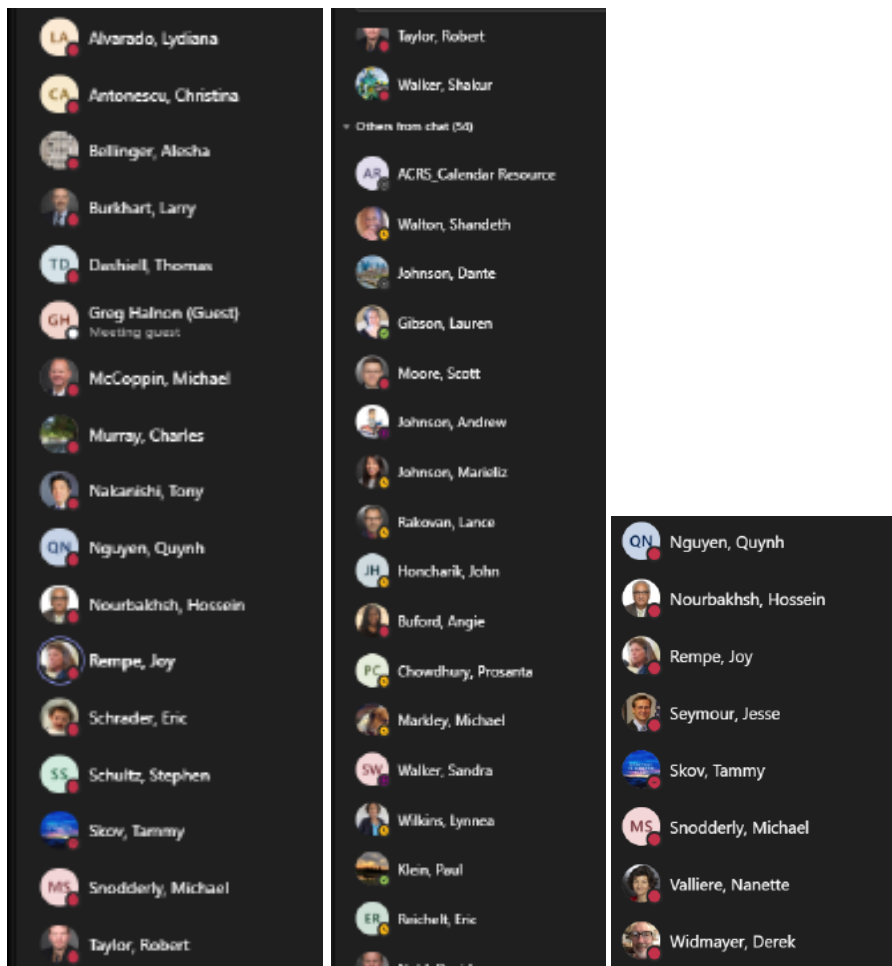 LA
Alvarado, Lydiana
CA
Antonescu, Christina
Bellinger, Alesha
Burkhart, Larry
TD
Dashiell, Thomas
GH
Greg Halnon (Guest)
Meeting guest
McCoppin, Michael
Murray, Charles
Nakanishi, Tony
QN
Nguyen, Quynh
Nourbakhsh, Hossein
Rempe, Joy
Schrader, Eric
SS
Schultz, Stephen
Skov, Tammy
MS
Snodderly, Michael
Taylor, Robert
Taylor, Robert
Walker, Shakur
Others from chat (54)
AR
ACRS_Calendar Resource
Walton, Shandeth
Johnson, Dante
Gibson, Lauren
Moore, Scott
Johnson, Andrew
Johnson, Marieliz
Rakovan, Lance
JH
Honcharik, John
Buford, Angie
PC
Chowdhury, Prosanta
Markley, Michael
SW
Walker, Sandra
Wilkins, Lynnea
Klein, Paul
ER
Reichelt, Eric
QN
Nguyen, Quynh
Nourbakhsh, Hossein
Rempe, Joy
Seymour, Jesse
Skov, Tammy
MS
Snodderly, Michael
Valliere, Nanette
Widmayer, Derek